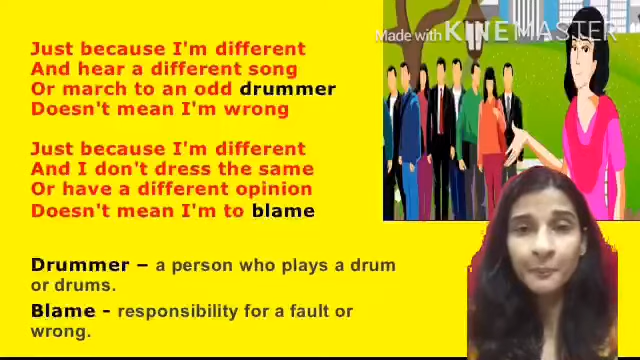 Made with KINEMASTER
Just because I'm different
And hear a different song
Or march to an odd drummer
Doesn't mean I'm wrong
Just because I'm different
And I don't dress the same
Or have a different opinion
Doesn't mean I'm to blame
Drummer – a person who plays a drum
or drums.
Blame - responsibility for a fault or
wrong.